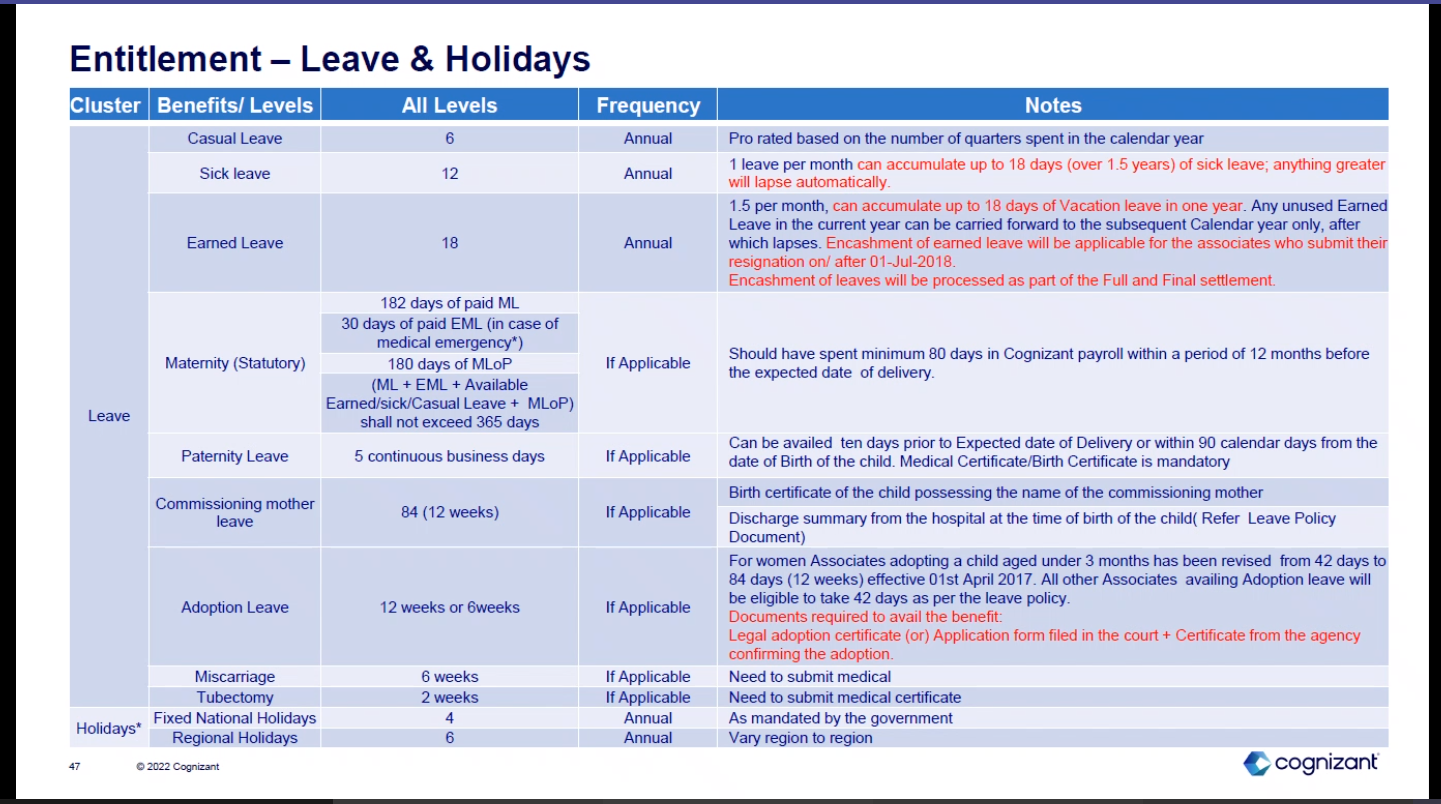 Entitlement – Leave & Holidays
Cluster Benefits/ Levels All Levels Frequency Notes
Leave
Casual Leave 6 Annual Pro rated based on the number of quarters spent in the calendar year
Sick leave 12 Annual 1 leave per month can accumulate up to 18 days (over 1.5 years) of sick leave; anything greater
will lapse automatically.
Earned Leave 18 Annual 1.5 per month, can accumulate up to 18 days of Vacation leave in one year. Any unused Earned
Leave in the current year can be carried forward to the subsequent Calendar year only, after
which lapses. Encashment of earned leave will be applicable for the associates who submit their
resignation on/ after 01-Jul-2018.
Encashment of leaves will be processed as part of the Full and Final settlement.
Maternity (Statutory)
182 days of paid ML
30 days of paid EML (in case of
medical emergency*)
180 days of MLoP
(ML + EML + Available
Earned/sick/Casual Leave + MLoP)
shall not exceed 365 days
If Applicable
Should have spent minimum 80 days in Cognizant payroll within a period of 12 months before
the expected date of delivery.
Paternity Leave 5 continuous business days If Applicable Can be availed ten days prior to Expected date of Delivery or within 90 calendar days from the
date of Birth of the child. Medical Certificate/Birth Certificate is mandatory
Commissioning mother
leave
84 (12 weeks) If Applicable
Birth certificate of the child possessing the name of the commissioning mother
Discharge summary from the hospital at the time of birth of the child( Refer Leave Policy
Document)
Adoption Leave 12 weeks or 6weeks If Applicable
For women Associates adopting a child aged under 3 months has been revised from 42 days to
84 days (12 weeks) effective 01st April 2017. All other Associates availing Adoption leave will
be eligible to take 42 days as per the leave policy.
Documents required to avail the benefit:
Legal adoption certificate (or) Application form filed in the court + Certificate from the agency
confirming the adoption.
Miscarriage 6 weeks If Applicable Need to submit medical
Tubectomy 2 weeks If Applicable Need to submit medical certificate
Holidays*
Fixed National Holidays 4 Annual As mandated by the government
Regional Holidays 6 Annual Vary region to region
47 © 2022 Cognizant
cognizant